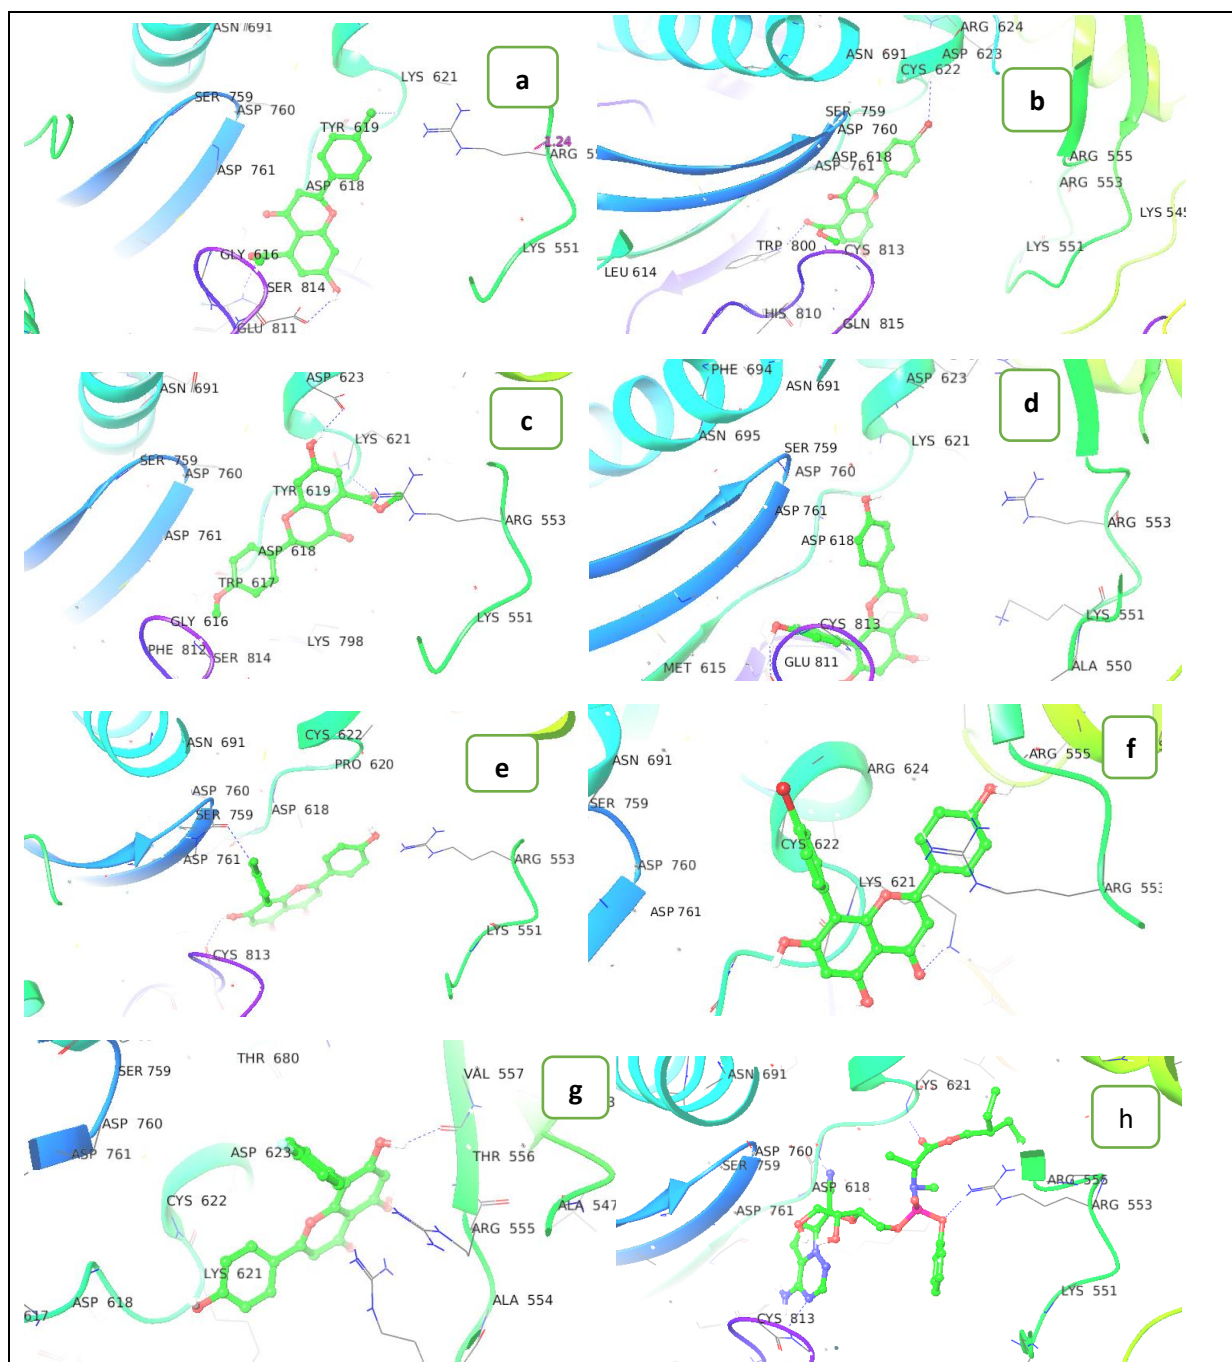 ASN 691
LYS 621
a
SER 759
ASP 760
TYR 619
1.24
ARG 5
ASP 761
ASP 618
GLY 616
LYS 551
SER 814
GLU 811
ARG 624
ASN 691
ASP 623
CYS 622
b
SER 759
ASP 760
ASP 618
ASP 761
ARG 555
ARG 553
LYS 545
TRP 800
CYS 813
LYS 551
LEU 614
HIS 810
GLN 815
ASN 691
ASP 623
c
LYS 621
SER 759
ASP 760
TYR 619
ARG 553
ASP 761
ASP 618
TRP 617
GLY 616
LYS 551
PHE 812
SER 814
LYS 798
PHE 694
ASN 691
ASP 623
d
ASN 695
LYS 621
SER 759
ASP 760
ASP 761
ARG 553
ASP 618
LYS 551
CYS 813
MET 615
GLU 811
ALA 550
ASN 691
CYS 622
PRO 620
e
ASP 760
SER 759
ASP 618
ASP 761
ARG 553
LYS 551
CYS 813
f
ARG 555
ASN 691
ARG 624
SER 759
CYS 622
ASP 760
LYS 621
ARG 553
ASP 761
g
THR 680
SER 759
VAL 557
ASP 760
ASP 761
ASP 623
THR 556
CYS 622
ALA 547
ARG 555
LYS 621
ASP 618
617
ALA 554
ASN 691
LYS 621
h
ASP 760
SER 759
ASP 618
ARG 555
ASP 761
ARG 553
LYS 551
CYS 813